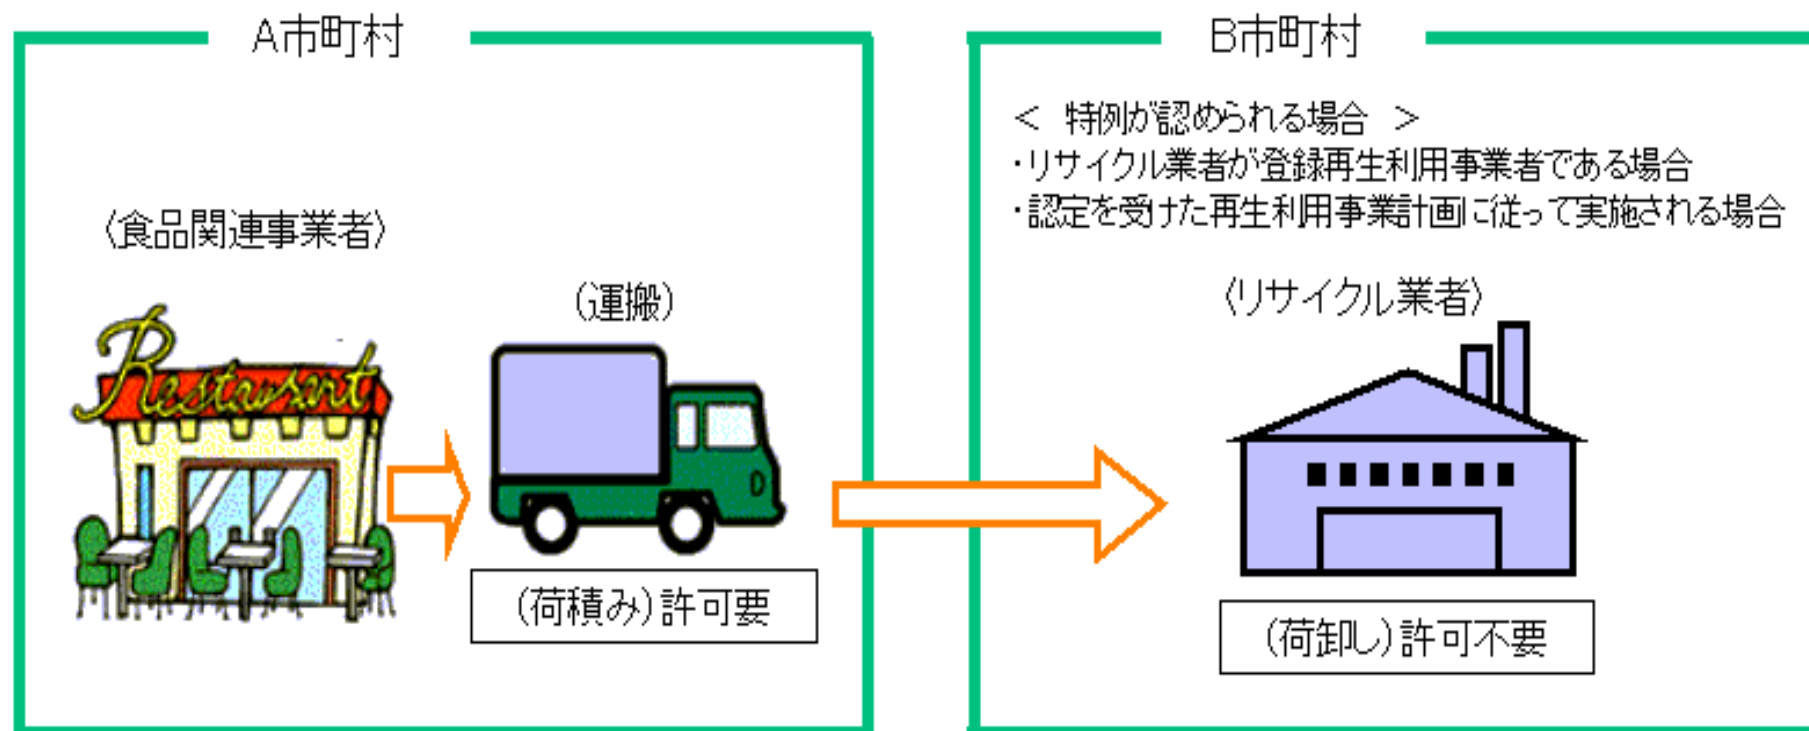 A市町村
〈食品関連事業者〉
Restaurant
(運搬)
(荷積み)許可要
B市町村
＜ 特例が認められる場合 ＞
・リサイクル業者が登録再生利用事業者である場合
・認定を受けた再生利用事業計画に従って実施される場合
〈リサイクル業者〉
(荷卸し)許可不要